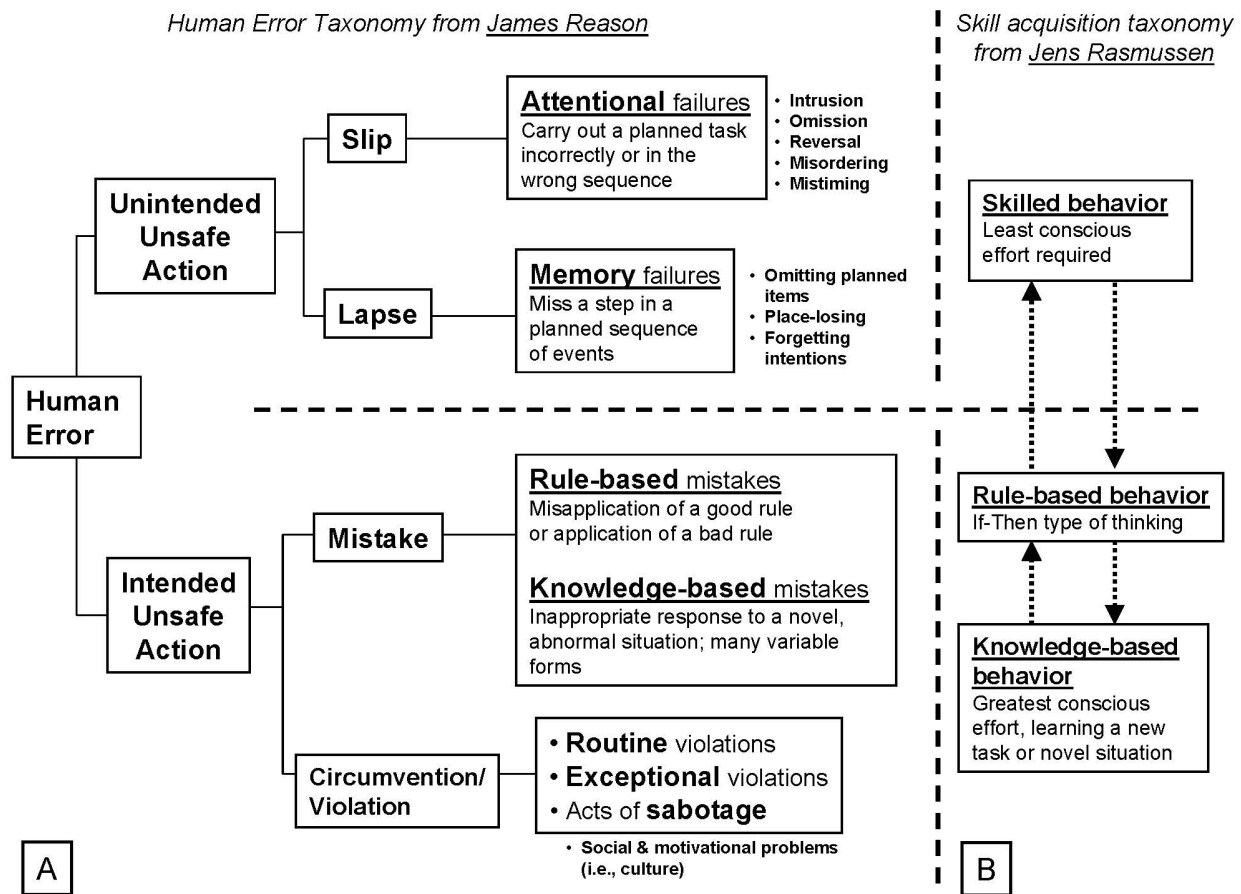 Human Error Taxonomy from James Reason
Skill acquisition taxonomy
from Jens Rasmussen
Human
Error
Unintended
Unsafe
Action
Slip
Attentional failures
Carry out a planned task
incorrectly or in the
wrong sequence
• Intrusion
• Omission
• Reversal
• Misordering
• Mistiming
Lapse
Memory failures
Miss a step in a
planned sequence
of events
• Omitting planned
items
• Place-losing
• Forgetting
intentions
Intended
Unsafe
Action
Mistake
Rule-based mistakes
Misapplication of a good rule
or application of a bad rule
Knowledge-based mistakes
Inappropriate response to a novel,
abnormal situation; many variable
forms
Circumvention/
Violation
• Routine violations
• Exceptional violations
• Acts of sabotage
• Social & motivational problems
(i.e., culture)
A
Skilled behavior
Least conscious
effort required
Rule-based behavior
If-Then type of thinking
Knowledge-based
behavior
Greatest conscious
effort, learning a new
task or novel situation
B